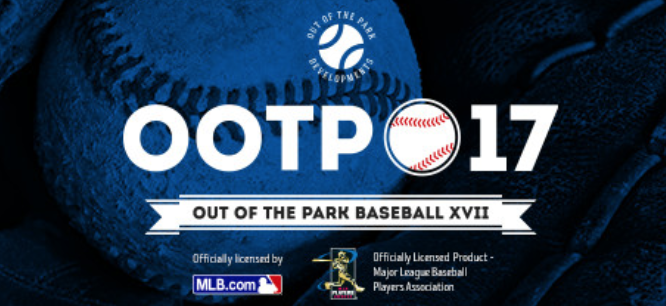 OUT OF THE PARK
DEVELOPMENTS
OOTP 17
OUT OF THE PARK BASEBALL XVII
Officially licensed by
MLB.com
Officially Licensed Product -
Major League Baseball
Players Association
PLAYERS